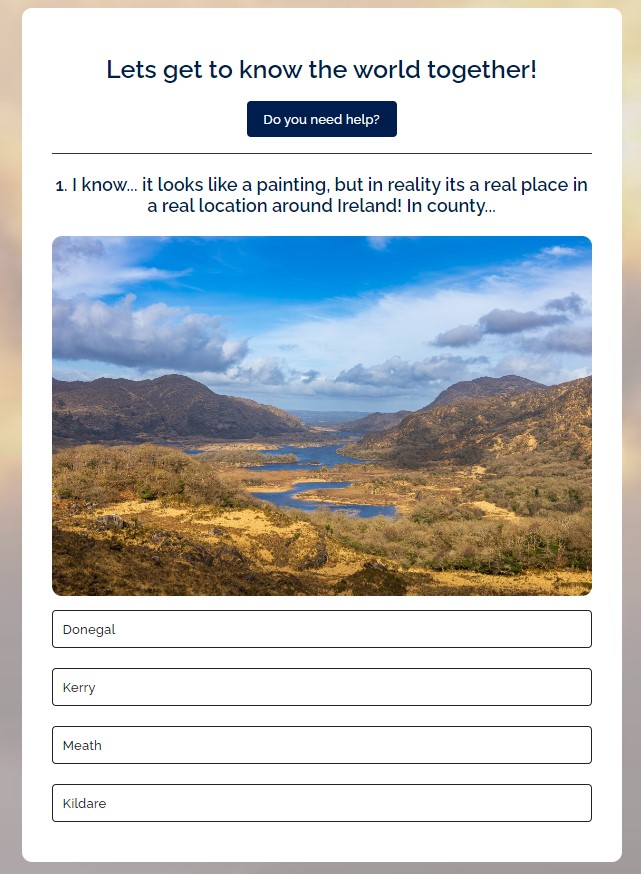 Lets get to know the world together!
Do you need help?
1. I know... it looks like a painting, but in reality its a real place in
a real location around Ireland! In county...
Donegal
Kerry
Meath
Kildare